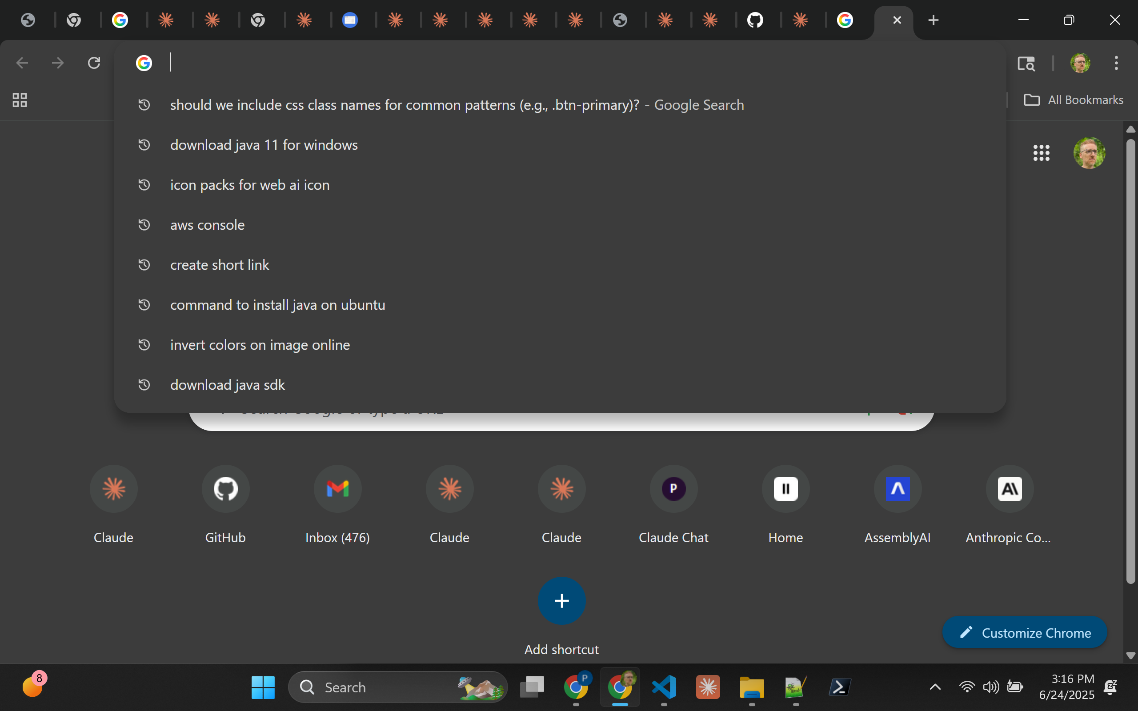 should we include css class names for common patterns (e.g., .btn-primary)? - Google Search
All Bookmarks
download java 11 for windows
icon packs for web ai icon
aws console
create short link
command to install java on ubuntu
invert colors on image online
download java sdk
Claude
GitHub
Inbox (476)
Claude
Claude
Claude Chat
Home
AssemblyAI
Anthropic Co...
Add shortcut
Customize Chrome
8
Search
3:16 PM
6/24/2025